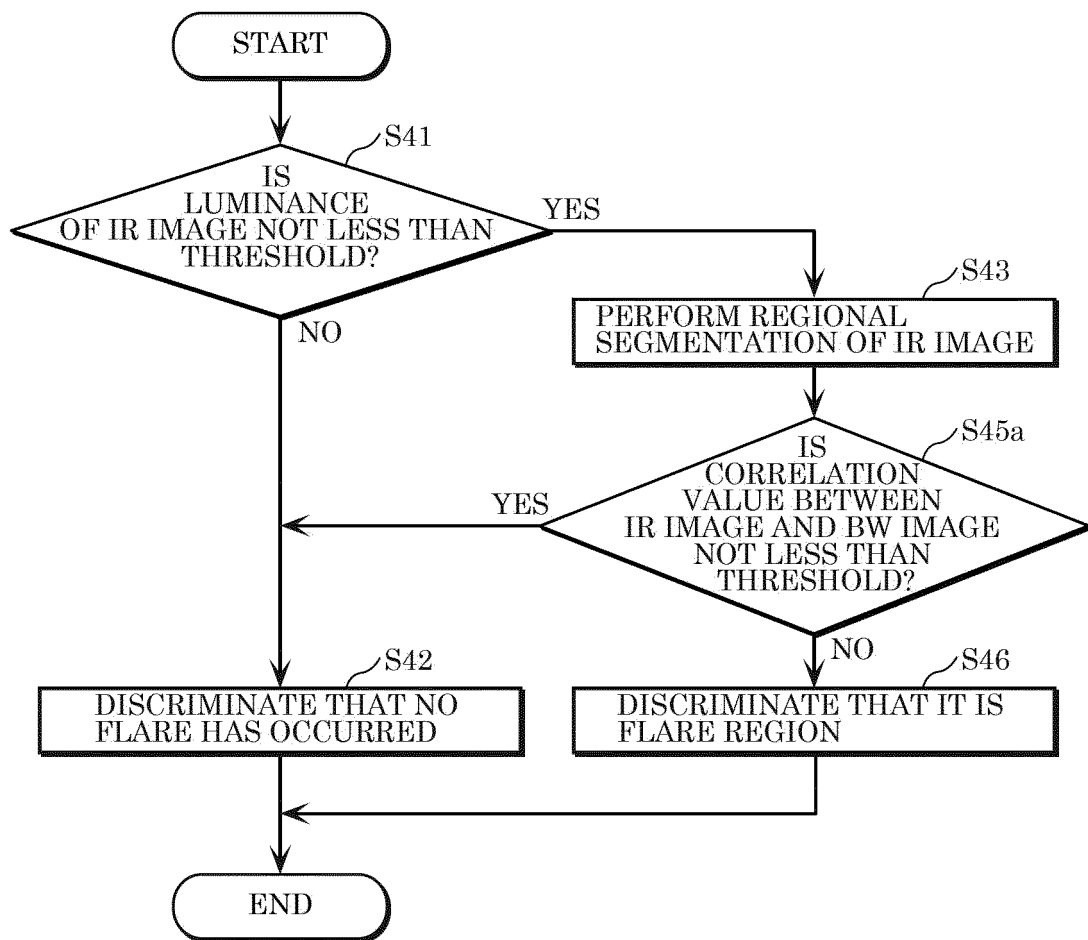 START
S41
IS
LUMINANCE
OF IR IMAGE NOT LESS THAN
THRESHOLD?
YES
NO
S43
PERFORM REGIONAL
SEGMENTATION OF IR IMAGE
S45a
IS
CORRELATION
VALUE BETWEEN
IR IMAGE AND BW IMAGE
NOT LESS THAN
THRESHOLD?
YES
NO
S42
DISCRIMINATE THAT NO
FLARE HAS OCCURRED
S46
DISCRIMINATE THAT IT IS
FLARE REGION
END